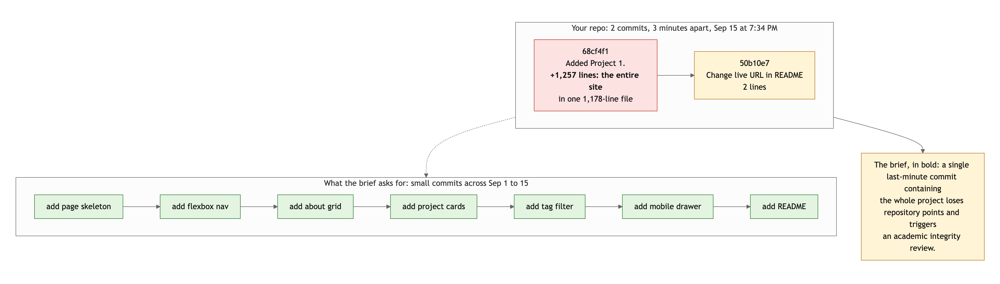 Your repo: 2 commits, 3 minutes apart, Sep 15 at 7:34 PM
68cf4f1
Added Project 1.
+1,257 lines: the entire
site
in one 1,178-line file
50b10e7
Change live URL in README
2 lines
What the brief asks for: small commits across Sep 1 to 15
add page skeleton
add flexbox nav
add about grid
add project cards
add tag filter
add mobile drawer
add README
The brief, in bold: a single
last-minute commit
containing
the whole project loses
repository points and
triggers
an academic integrity
review.